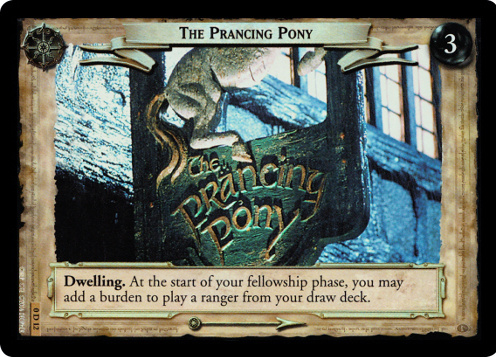 The Prancing Pony
3
The
Prancing
Pony
Dwelling. At the start of your fellowship phase, you may
add a burden to play a ranger from your draw deck.
0 D 12